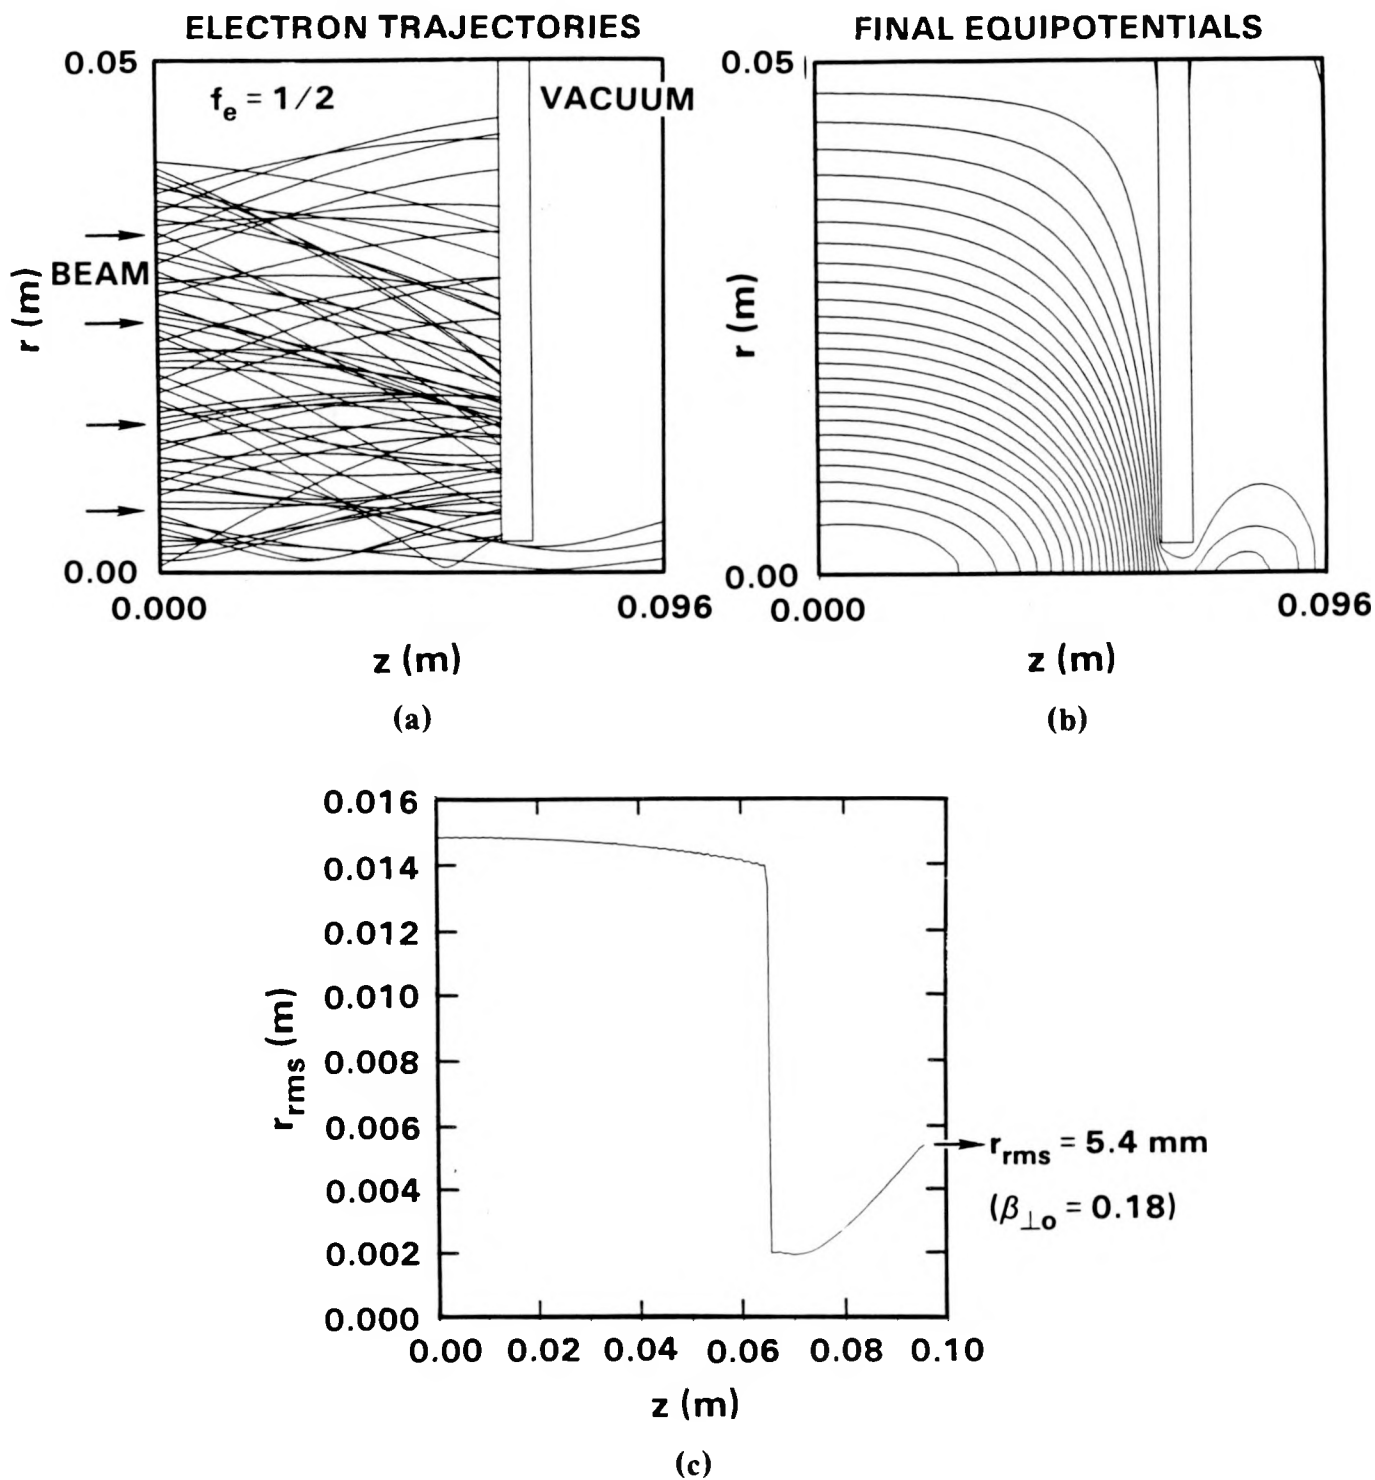 ELECTRON TRAJECTORIES
0.05
f_e = 1/2
VACUUM
BEAM
r (m)
0.00
0.000
0.096
z (m)
(a)
FINAL EQUIPOTENTIALS
0.05
r (m)
0.00
0.000
0.096
z (m)
(b)
0.016
0.014
0.012
0.010
0.008
0.006
0.004
0.002
0.000
r_rms (m)
0.00 0.02 0.04 0.06 0.08 0.10
z (m)
r_rms = 5.4 mm
(β_⊥o = 0.18)
(c)